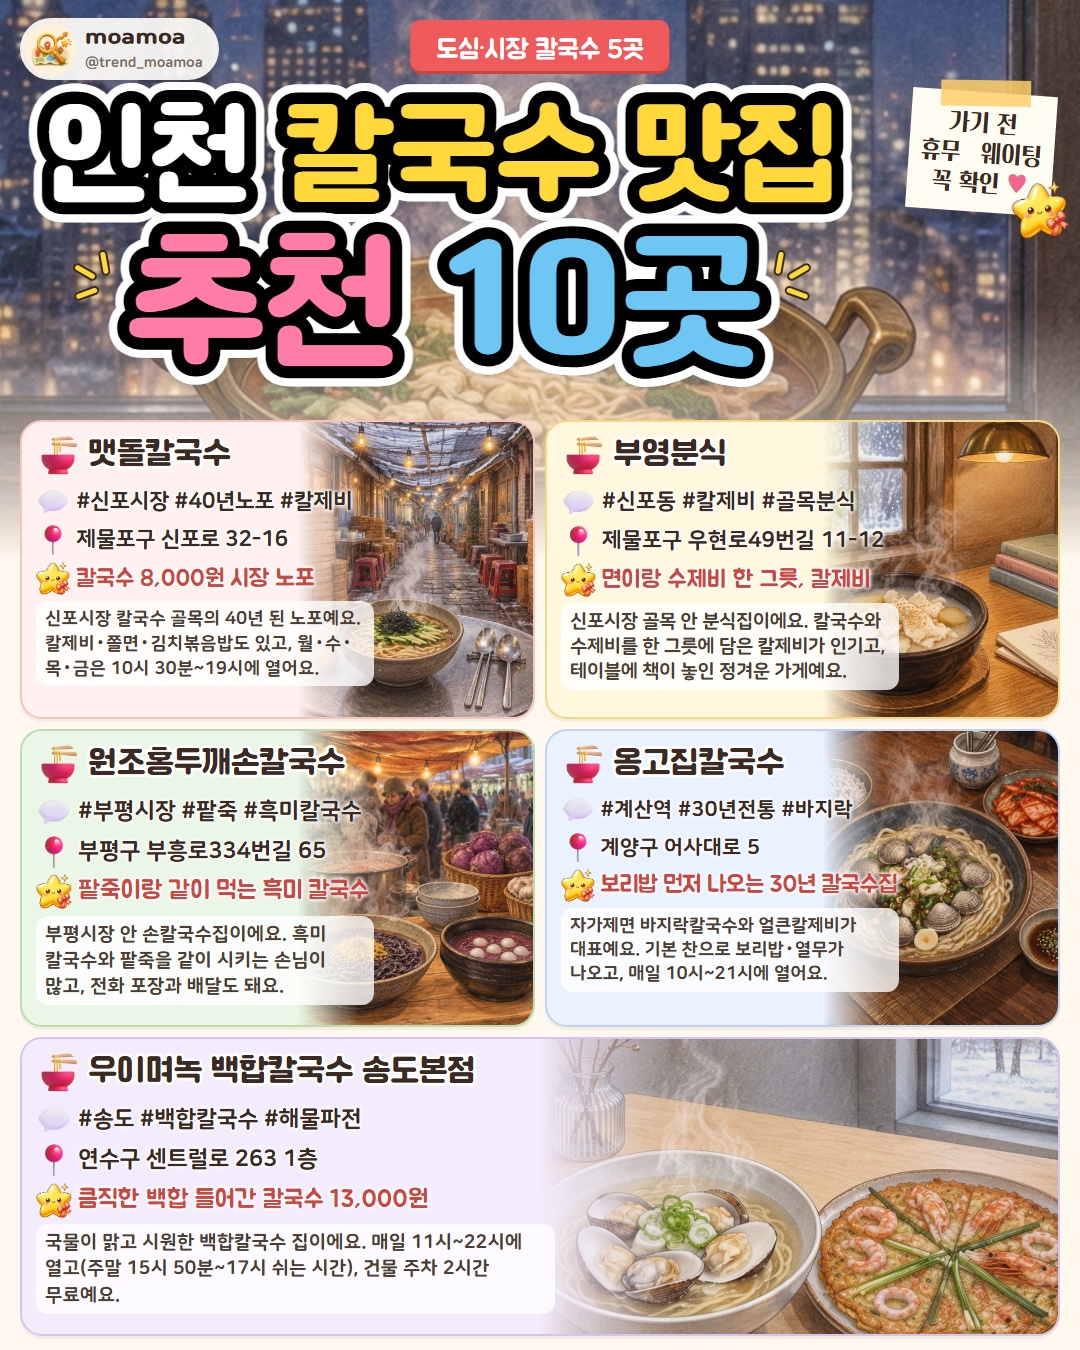 moamoa
@trend_moamoa
도심·시장 칼국수 5곳
인천 칼국수 맛집
추천 10곳
가기 전
휴무 웨이팅
꼭 확인
맷돌칼국수
#신포시장 #40년노포 #칼제비
제물포구 신포로 32-16
칼국수 8,000원 시장 노포
신포시장 칼국수 골목의 40년 된 노포예요.
칼제비·쫄면·김치볶음밥도 있고, 월·수·
목·금은 10시 30분~19시에 열어요.
부영분식
#신포동 #칼제비 #골목분식
제물포구 우현로49번길 11-12
면이랑 수제비 한 그릇, 칼제비
신포시장 골목 안 분식집이에요. 칼국수와
수제비를 한 그릇에 담은 칼제비가 인기고,
테이블에 책이 놓인 정겨운 가게예요.
원조홍두깨손칼국수
#부평시장 #팥죽 #흑미칼국수
부평구 부흥로334번길 65
팥죽이랑 같이 먹는 흑미 칼국수
부평시장 안 손칼국수집이에요. 흑미
칼국수와 팥죽을 같이 시키는 손님이
많고, 전화 포장과 배달도 돼요.
옹고집칼국수
#계산역 #30년전통 #바지락
계양구 어사대로 5
보리밥 먼저 나오는 30년 칼국수집
자가제면 바지락칼국수와 얼큰칼제비가
대표예요. 기본 찬으로 보리밥·열무가
나오고, 매일 10시~21시에 열어요.
우이며녹 백합칼국수 송도본점
#송도 #백합칼국수 #해물파전
연수구 센트럴로 263 1층
큼직한 백합 들어간 칼국수 13,000원
국물이 맑고 시원한 백합칼국수 집이에요. 매일 11시~22시에
열고(주말 15시 50분~17시 쉬는 시간), 건물 주차 2시간
무료예요.